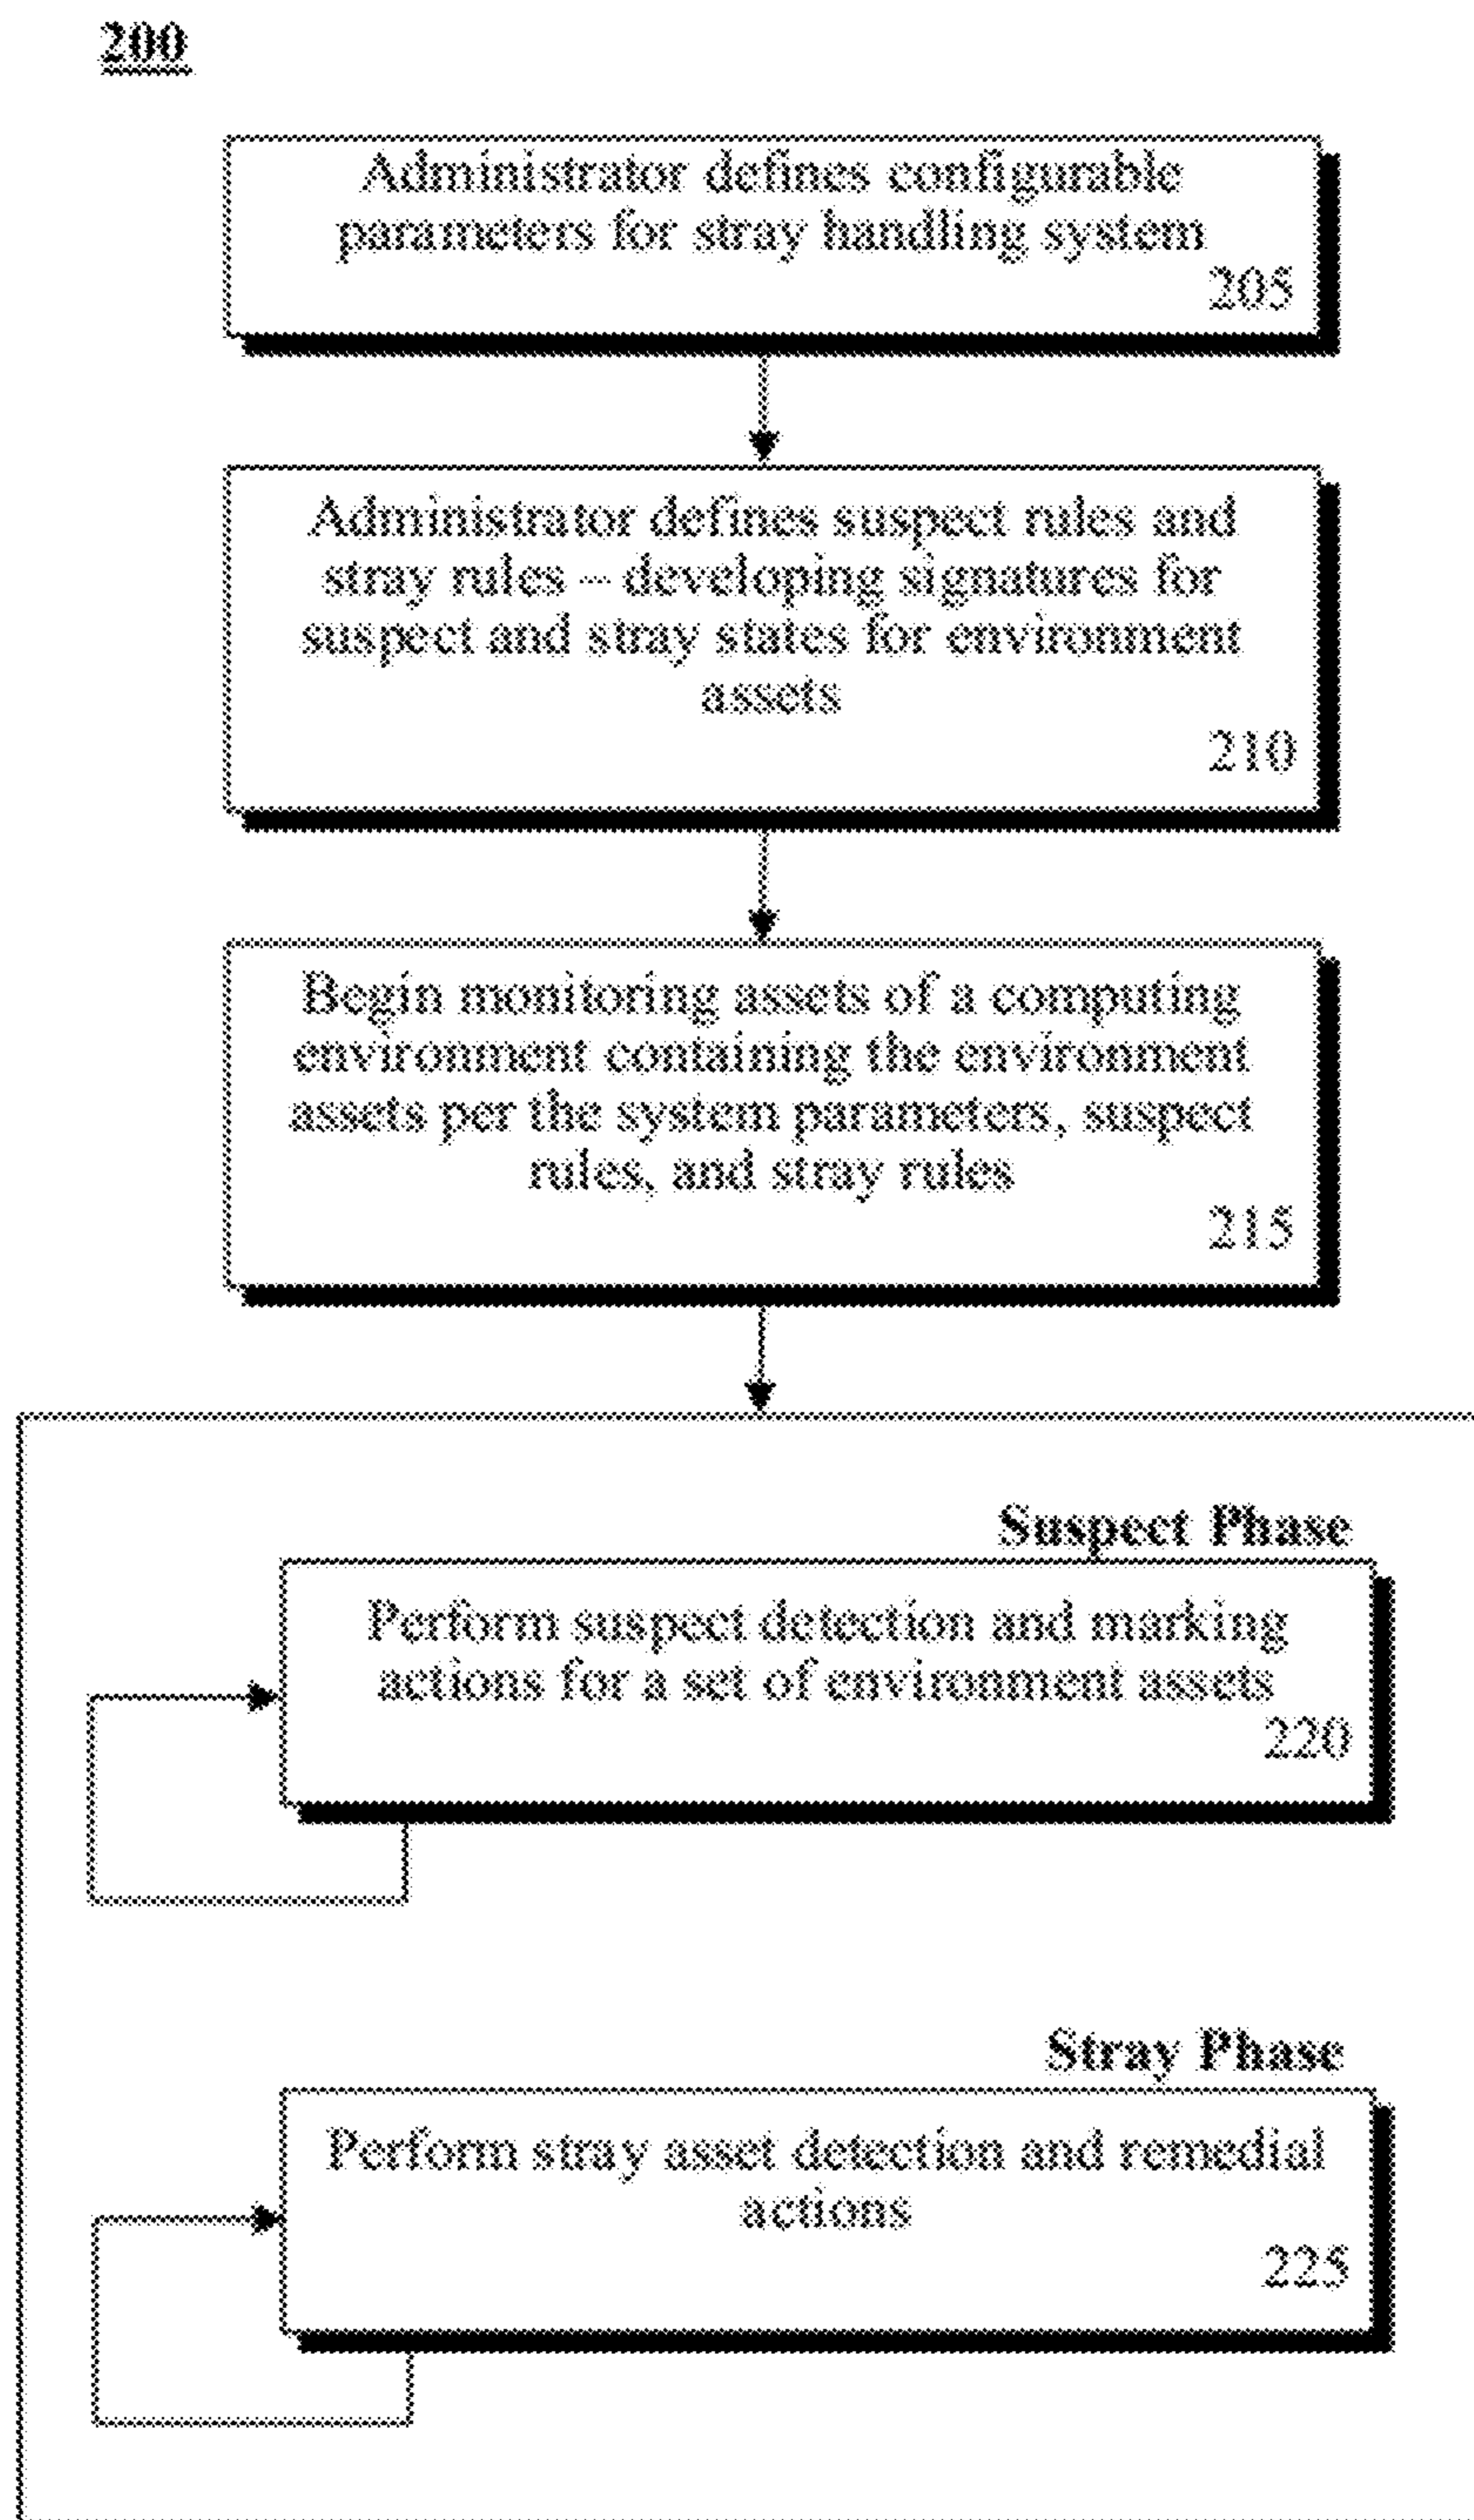 200
Administrator defines configurable
parameters for stray handling system
205
Administrator defines suspect rules and
stray rules – developing signatures for
suspect and stray states for environment
assets
210
Begin monitoring assets of a computing
environment containing the environment
assets per the system parameters, suspect
rules, and stray rules
215
Suspect Phase
Perform suspect detection and marking
actions for a set of environment assets
220
Stray Phase
Perform stray asset detection and remedial
actions
225